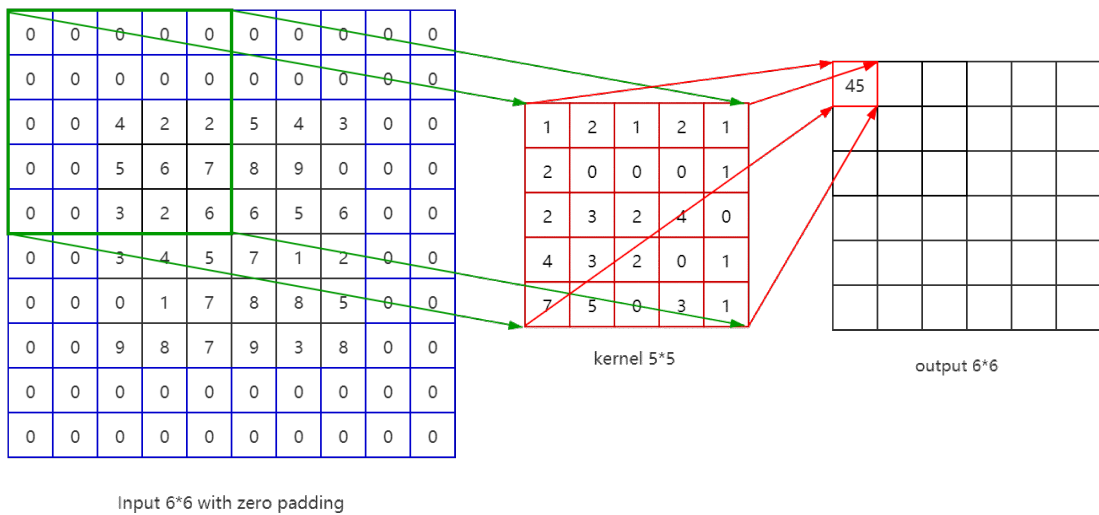 0 0 0 0 0 0 0 0 0 0
0 0 0 0 0 0 0 0 0 0
0 0 4 2 2 5 4 3 0 0
0 0 5 6 7 8 9 0 0 0
0 0 3 2 6 6 5 6 0 0
0 0 3 4 5 7 1 2 0 0
0 0 0 1 7 8 8 5 0 0
0 0 9 8 7 9 3 8 0 0
0 0 0 0 0 0 0 0 0 0
0 0 0 0 0 0 0 0 0 0
Input 6*6 with zero padding
1 2 1 2 1
2 0 0 0 1
2 3 2 4 0
4 3 2 0 1
7 5 0 3 1
kernel 5*5
45
output 6*6